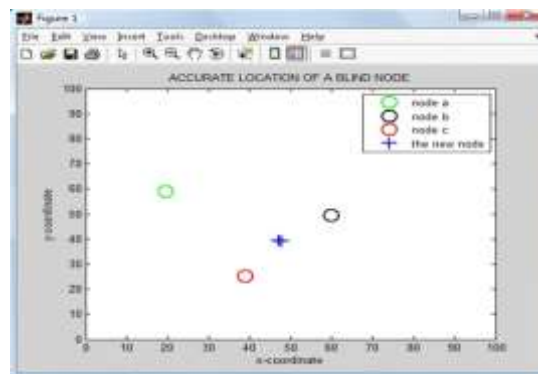 Figure 1
File Edit View Insert Tools Desktop Window Help
ACCURATE LOCATION OF A BLIND NODE
node a
node b
node c
the new node
100
90
80
70
60
50
40
30
20
10
0
y-coordinate
0 10 20 30 40 50 60 70 80 90 100
x-coordinate